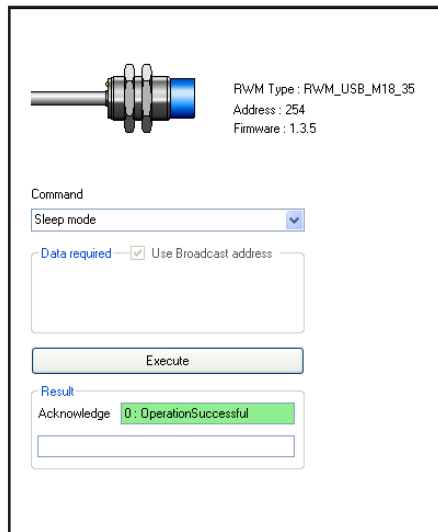 RWM Type : RWM_USB_M18_35
Address : 254
Firmware : 1.3.5
Command
Sleep mode
Data required Use Broadcast address
Execute
Result
Acknowledge 0 : OperationSuccessful